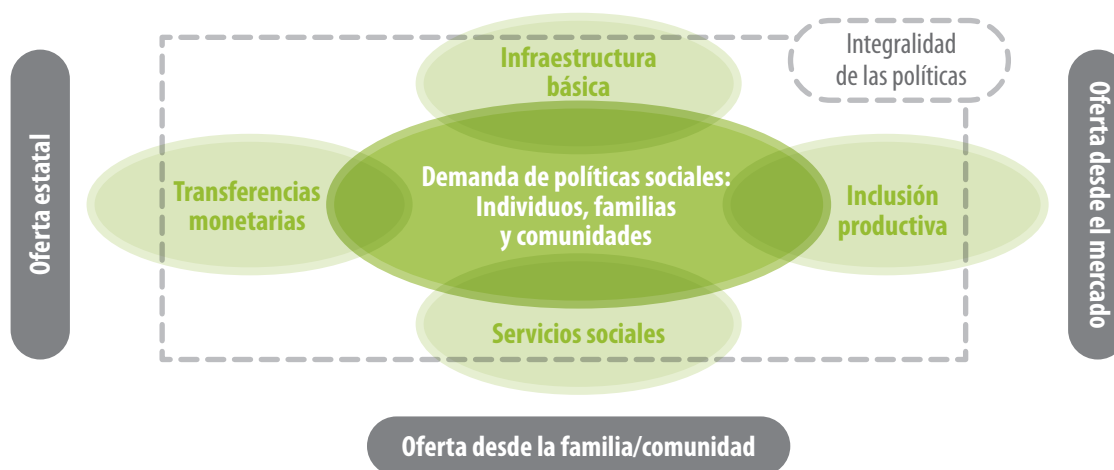 Infraestructura
básica
Integralidad
de las políticas
Oferta estatal
Transferencias
monetarias
Demanda de políticas sociales:
Individuos, familias
y comunidades
Inclusión
productiva
Oferta desde el mercado
Servicios sociales
Oferta desde la familia/comunidad